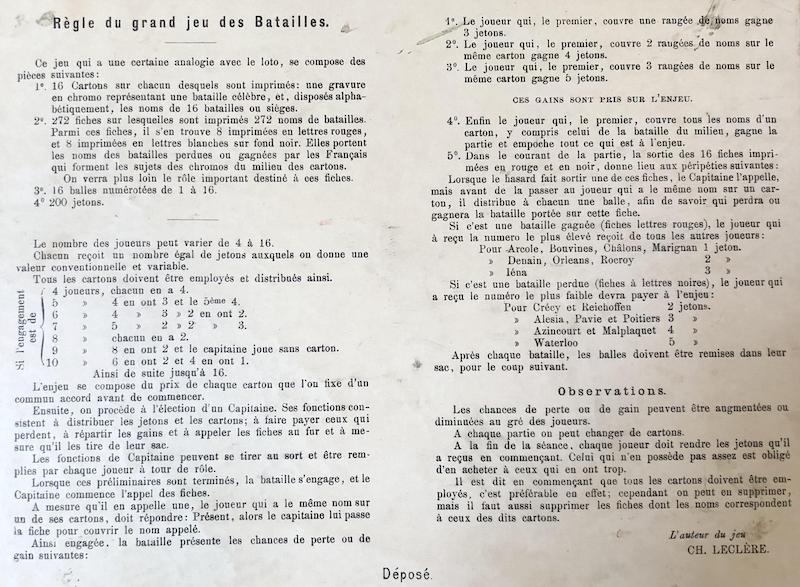 Règle du grand jeu des Batailles.
Ce jeu qui a une certaine analogie avec le loto, se compose des
pièces suivantes:
1º. 16 Cartons sur chacun desquels sont imprimés: une gravure
en chromo représentant une bataille célèbre, et, disposés alpha-
bétiquement, les noms de 16 batailles ou sièges.
2º. 272 fiches sur lesquelles sont imprimés 272 noms de batailles.
Parmi ces fiches, il s'en trouve 8 imprimées en lettres rouges,
et 8 imprimées en lettres blanches sur fond noir. Elles portent
les noms des batailles perdues ou gagnées par les Français
qui forment les sujets des chromos du milieu des cartons.
On verra plus loin le rôle important destiné à ces fiches.
3º. 16 balles numérotées de 1 à 16.
4º 200 jetons.
Le nombre des joueurs peut varier de 4 à 16.
Chacun reçoit un nombre égal de jetons auxquels on donne une
valeur conventionnelle et variable.
Tous les cartons doivent être employés et distribués ainsi.
Si l'engagement
est de
4 joueurs, chacun en a 4.
5 » 4 en ont 3 et le 5ème 4.
6 » 4 » 3 » 2 en ont 2.
7 » 5 » 2 » 2 » 3.
8 » chacun en a 2.
9 » 8 en ont 2 et le capitaine joue sans carton.
10 » 6 en ont 2 et 4 en ont 1.
Ainsi de suite jusqu'à 16.
L'enjeu se compose du prix de chaque carton que l'on fixe d'un
commun accord avant de commencer.
Ensuite, on procède à l'élection d'un Capitaine. Ses fonctions con-
sistent à distribuer les jetons et les cartons; à faire payer ceux qui
perdent, à répartir les gains et à appeler les fiches au fur et à me-
sure qu'il les tire de leur sac.
Les fonctions de Capitaine peuvent se tirer au sort et être rem-
plies par chaque joueur à tour de rôle.
Lorsque ces préliminaires sont terminés, la bataille s'engage, et le
Capitaine commence l'appel des fiches.
A mesure qu'il en appelle une, le joueur qui a le même nom sur
un de ses cartons, doit répondre: Présent, alors le capitaine lui passe
la fiche pour couvrir le nom appelé.
Ainsi engagée, la bataille présente les chances de perte ou de
gain suivantes:
1º. Le joueur qui, le premier, couvre une rangée de noms gagne
3 jetons.
2º. Le joueur qui, le premier, couvre 2 rangées de noms sur le
même carton gagne 4 jetons.
3º. Le joueur qui, le premier, couvre 3 rangées de noms sur le
même carton gagne 5 jetons.
CES GAINS SONT PRIS SUR L'ENJEU.
4º. Enfin le joueur qui, le premier, couvre tous les noms d'un
carton, y compris celui de la bataille du milieu, gagne la
partie et empoche tout ce qui est à l'enjeu.
5º. Dans le courant de la partie, la sortie des 16 fiches impri-
mées en rouge et en noir, donne lieu aux péripéties suivantes:
Lorsque le hasard fait sortir une de ces fiches, le Capitaine l'appelle,
mais avant de la passer au joueur qui a le même nom sur un car-
ton, il distribue à chacun une balle, afin de savoir qui perdra ou
gagnera la bataille portée sur cette fiche.
Si c'est une bataille gagnée (fiches lettres rouges), le joueur qui
à reçu la numero le plus élevé reçoit de tous les autres joueurs:
Pour Arcole, Bouvines, Châlons, Marignan 1 jeton.
» Denain, Orleans, Rocroy 2 »
» Iéna 3 »
Si c'est une bataille perdue (fiches à lettres noires), le joueur qui
a reçu le numéro le plus faible devra payer à l'enjeu:
Pour Crécy et Reichoffen 2 jetons.
» Alesia, Pavie et Poitiers 3 »
» Azincourt et Malplaquet 4 »
» Waterloo 5 »
Après chaque bataille, les balles doivent être remises dans leur
sac, pour le coup suivant.
Observations.
Les chances de perte ou de gain peuvent être augmentées ou
diminuées au gré des joueurs.
A chaque partie on peut changer de cartons.
A la fin de la séance, chaque joueur doit rendre les jetons qu'il
a reçus en commençant. Celui qui n'en possède pas assez est obligé
d'en acheter à ceux qui en ont trop.
Il est dit en commençant que tous les cartons doivent être em-
ployés, c'est préférable en effet; cependant on peut en supprimer,
mais il faut aussi supprimer les fiches dont les noms correspondent
à ceux des dits cartons.
L'auteur du jeu
CH. LECLÈRE.
Déposé.